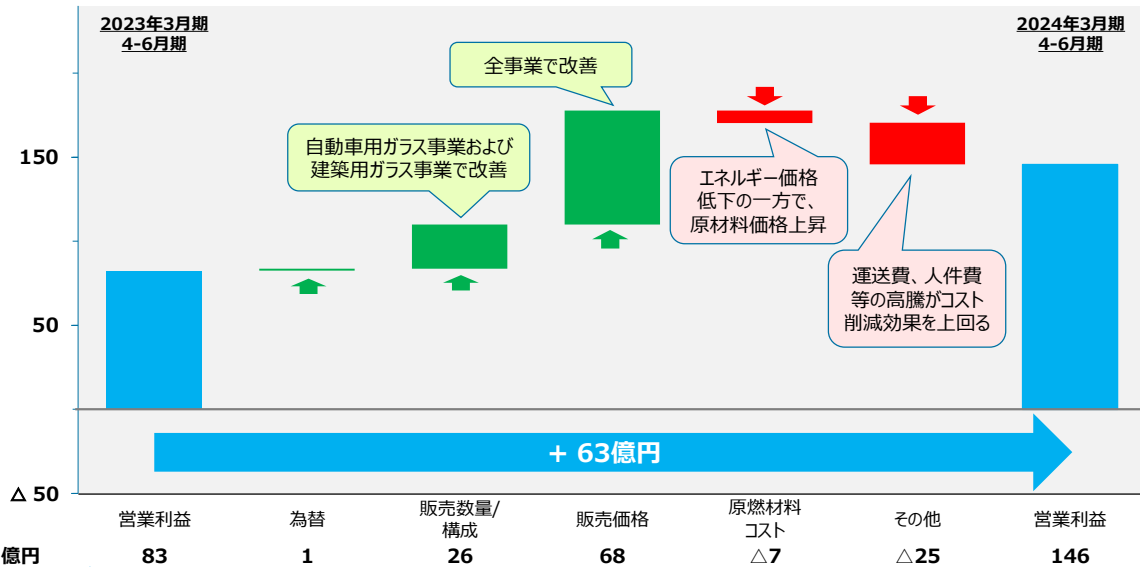 2023年3月期
4-6月期
2024年3月期
4-6月期
全事業で改善
自動車用ガラス事業および
建築用ガラス事業で改善
エネルギー価格
低下の一方で、
原材料価格上昇
運送費、人件費
等の高騰がコスト
削減効果を上回る
150
50
+ 63億円
△ 50
営業利益
為替
販売数量/
構成
販売価格
原燃材料
コスト
その他
営業利益
億円 83 1 26 68 △7 △25 146